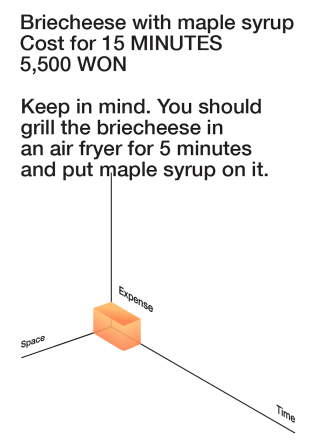 Briecheese with maple syrup
Cost for 15 MINUTES
5,500 WON
Keep in mind. You should
grill the briecheese in
an air fryer for 5 minutes
and put maple syrup on it.
Expense
Space
Time